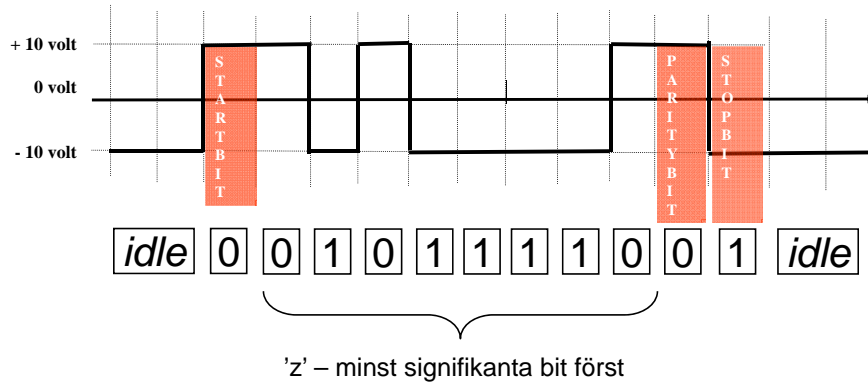 + 10 volt
0 volt
- 10 volt
STARTBIT
PARITYBIT
STOPBIT
idle 0 0 1 0 1 1 1 1 0 0 1 idle
'z' – minst signifikanta bit först